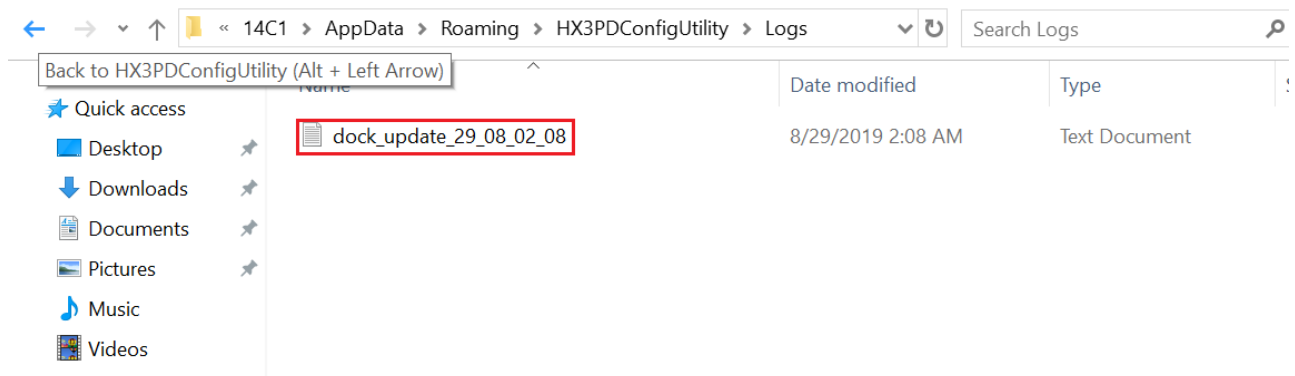 « 14C1 > AppData > Roaming > HX3PDConfigUtility > Logs
Search Logs
Back to HX3PDConfigUtility (Alt + Left Arrow)
Name
Date modified
Type
Quick access
dock_update_29_08_02_08
8/29/2019 2:08 AM
Text Document
Desktop
Downloads
Documents
Pictures
Music
Videos